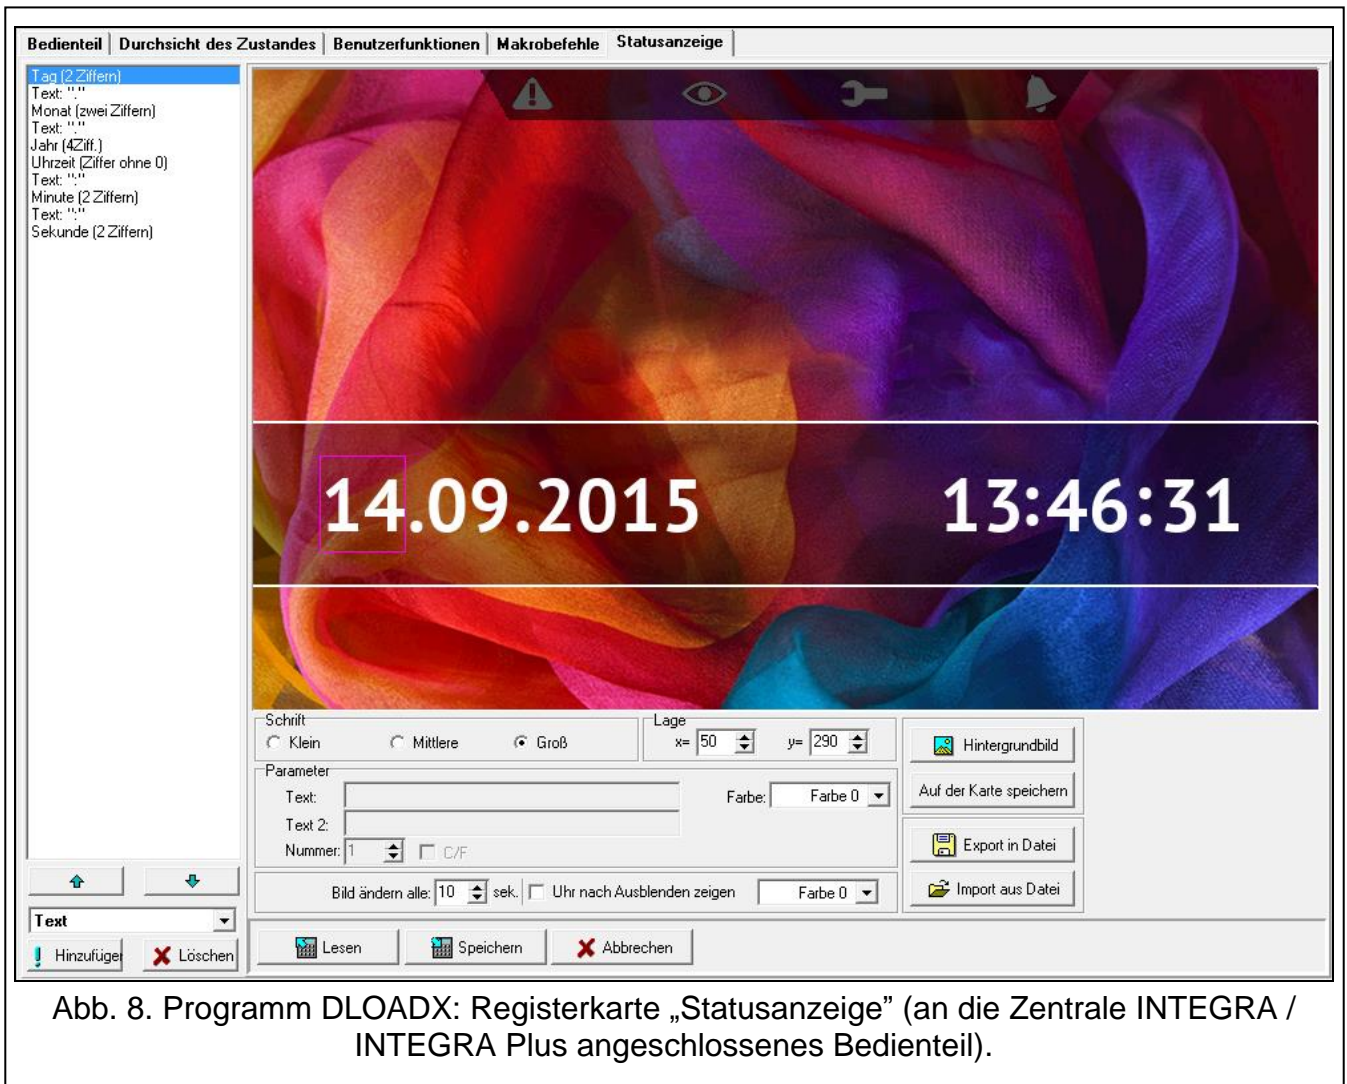 Bedienteil
Durchsicht des Zustandes
Benutzerfunktionen
Makrobefehle
Statusanzeige
Tag (2 Ziffern)
Text: "."
Monat (zwei Ziffern)
Text: "."
Jahr (4Ziff.)
Uhrzeit (Ziffer ohne 0)
Text: ":"
Minute (2 Ziffern)
Text: ":"
Sekunde (2 Ziffern)
14.09.2015
13:46:31
Schrift
Klein
Mittlere
Groß
Lage
x= 50
y= 290
Parameter
Text:
Farbe: Farbe 0
Text 2:
Nummer: 1
C/F
Bild ändern alle: 10 sek.
Uhr nach Ausblenden zeigen
Farbe 0
Hintergrundbild
Auf der Karte speichern
Export in Datei
Import aus Datei
Text
Hinzufüge
Löschen
Lesen
Speichern
Abbrechen
Abb. 8. Programm DLOADX: Registerkarte „Statusanzeige” (an die Zentrale INTEGRA /
INTEGRA Plus angeschlossenes Bedienteil).